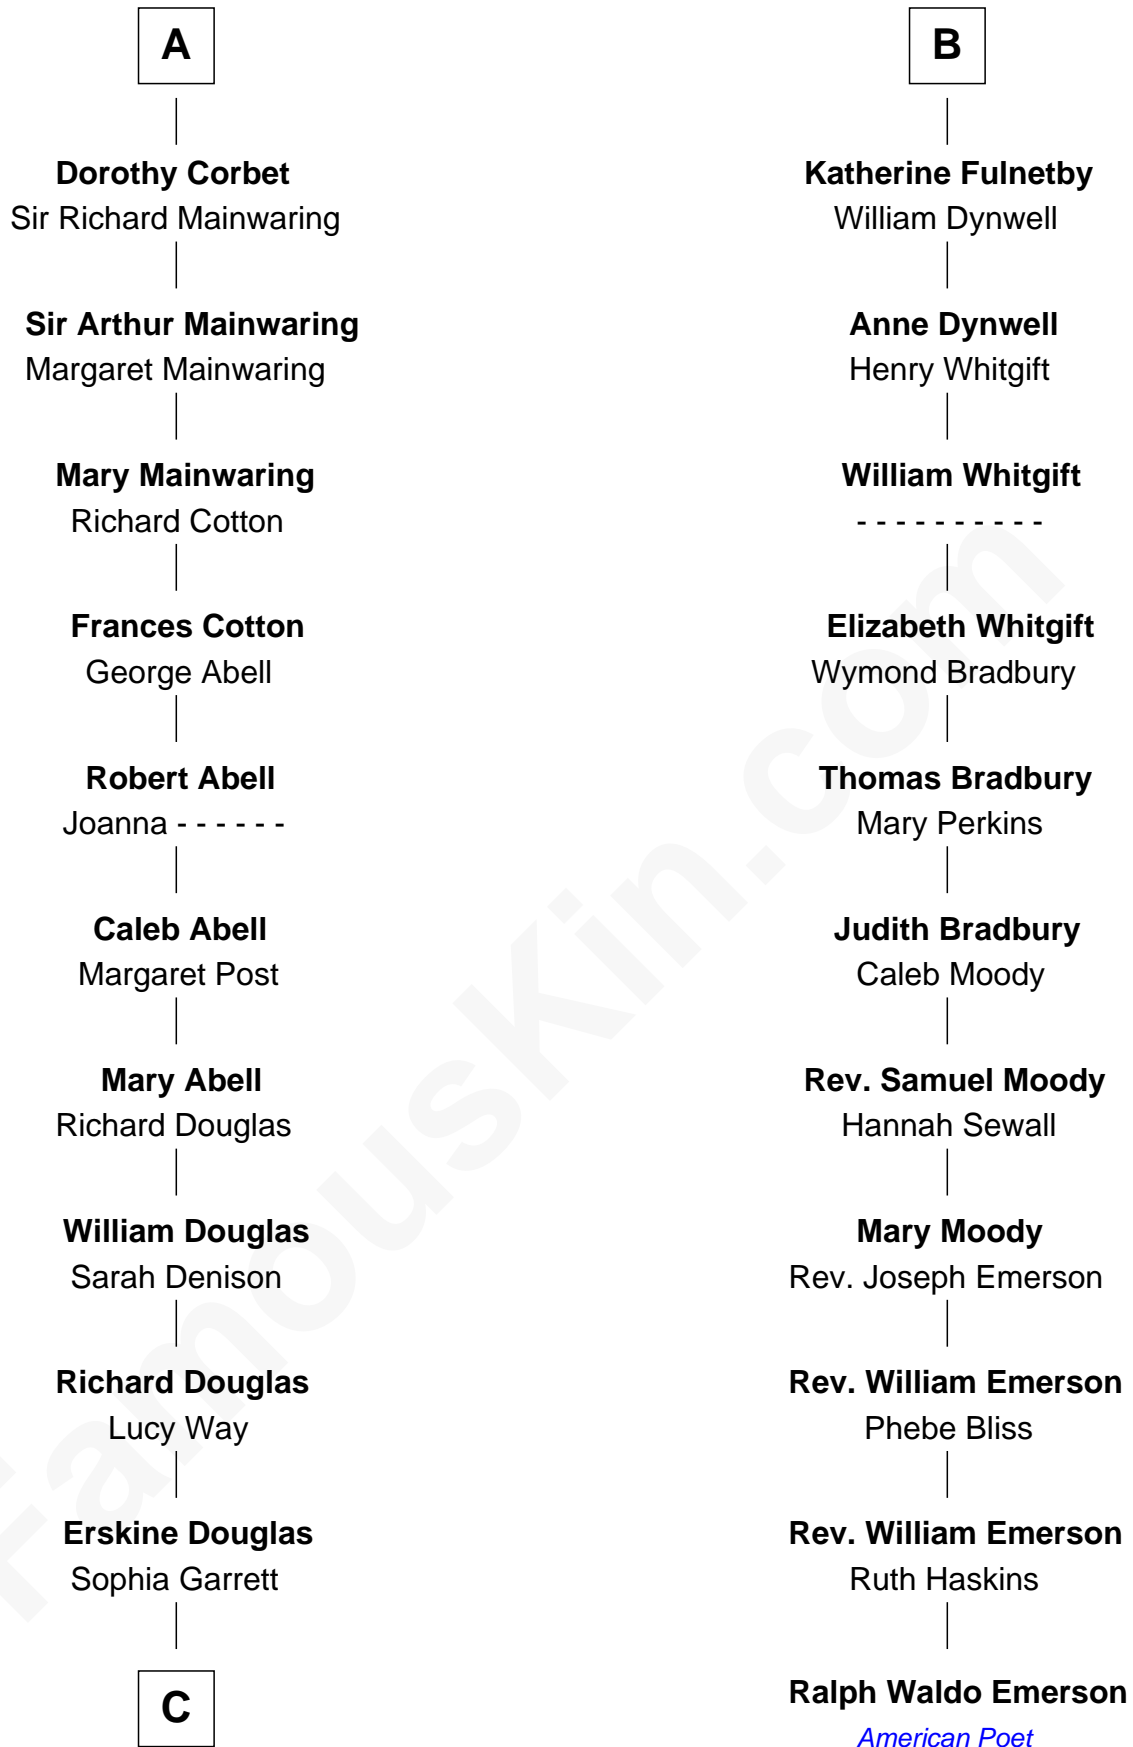 A
Dorothy Corbet
Sir Richard Mainwaring
Sir Arthur Mainwaring
Margaret Mainwaring
Mary Mainwaring
Richard Cotton
Frances Cotton
George Abell
Robert Abell
Joanna - - - - - -
Caleb Abell
Margaret Post
Mary Abell
Richard Douglas
William Douglas
Sarah Denison
Richard Douglas
Lucy Way
Erskine Douglas
Sophia Garrett
C
B
Katherine Fulnetby
William Dynwell
Anne Dynwell
Henry Whitgift
William Whitgift
- - - - - - - - - -
Elizabeth Whitgift
Wymond Bradbury
Thomas Bradbury
Mary Perkins
Judith Bradbury
Caleb Moody
Rev. Samuel Moody
Hannah Sewall
Mary Moody
Rev. Joseph Emerson
Rev. William Emerson
Phebe Bliss
Rev. William Emerson
Ruth Haskins
Ralph Waldo Emerson
American Poet
FamousKin.com